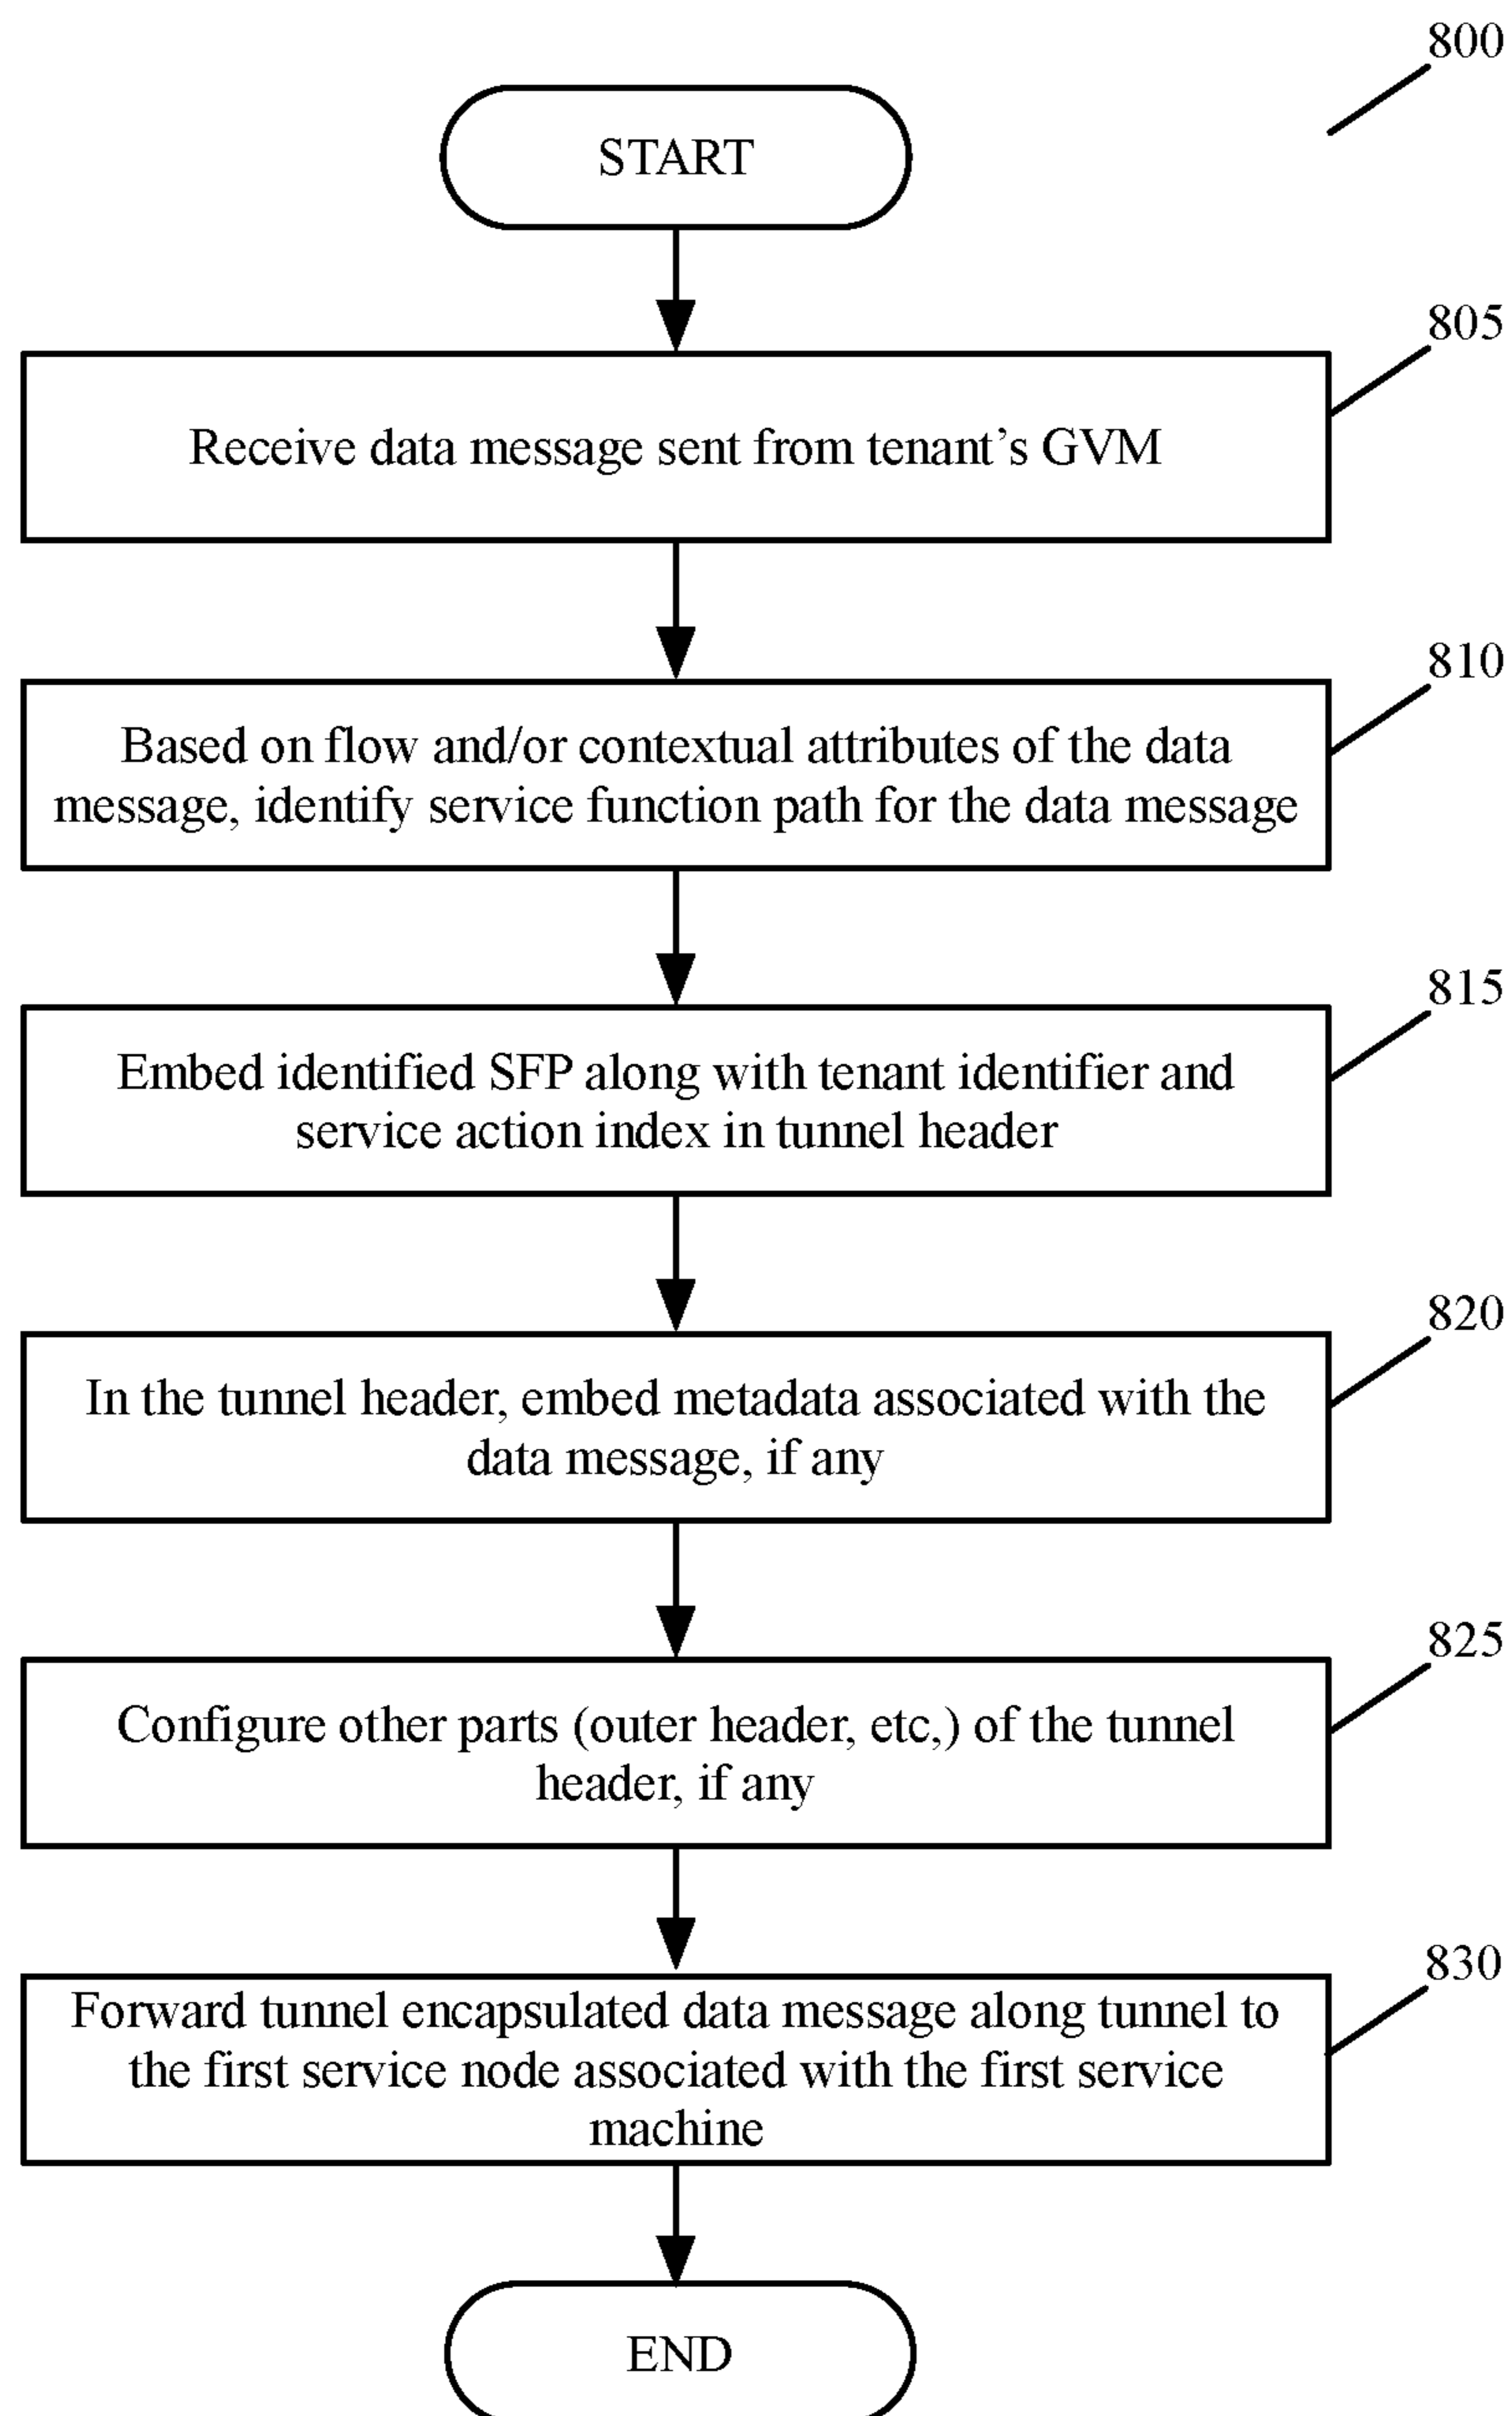 800
START
805
Receive data message sent from tenant’s GVM
810
Based on flow and/or contextual attributes of the data
message, identify service function path for the data message
815
Embed identified SFP along with tenant identifier and
service action index in tunnel header
820
In the tunnel header, embed metadata associated with the
data message, if any
825
Configure other parts (outer header, etc,) of the tunnel
header, if any
830
Forward tunnel encapsulated data message along tunnel to
the first service node associated with the first service
machine
END